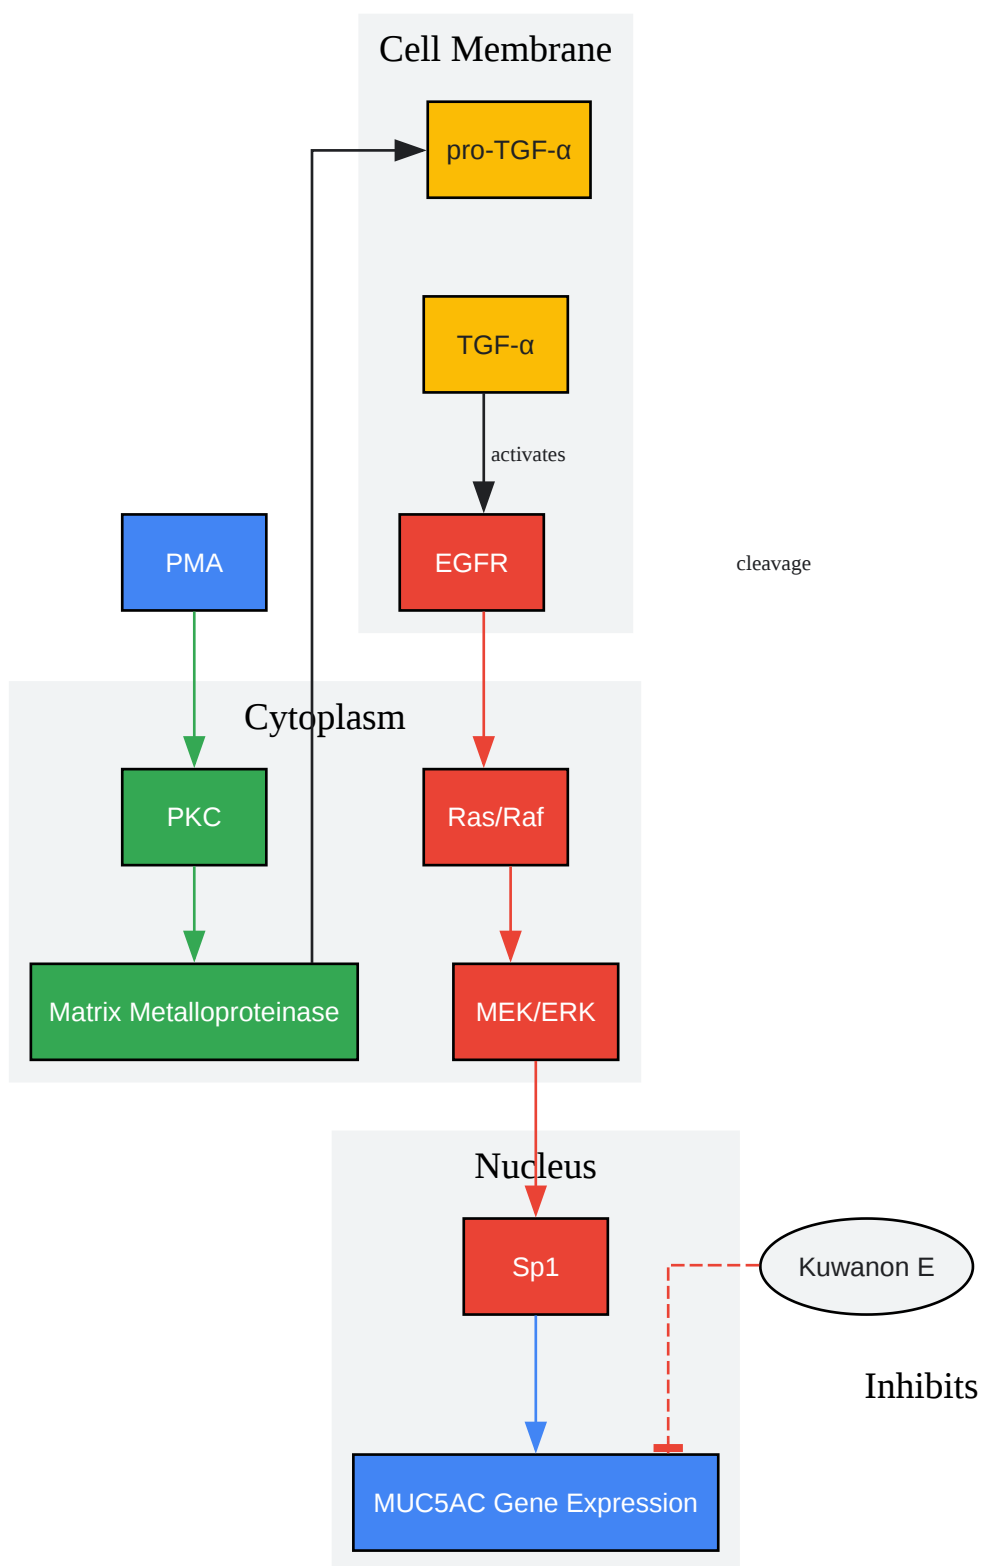 Cell Membrane
pro-TGF-α
TGF-α
activates
PMA
EGFR
cleavage
Cytoplasm
PKC
Ras/Raf
Matrix Metalloproteinase
MEK/ERK
Nucleus
Sp1
Kuwanon E
Inhibits
MUC5AC Gene Expression